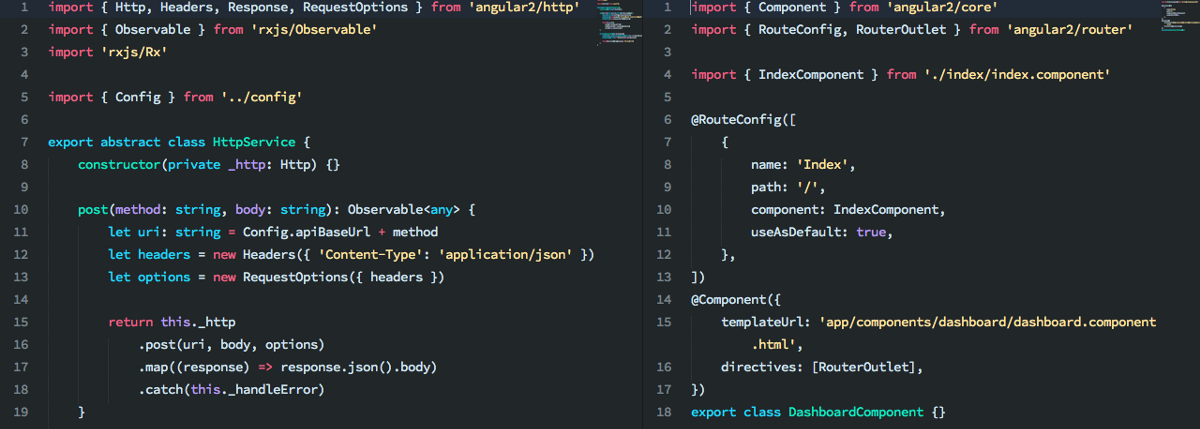 1 import { Http, Headers, Response, RequestOptions } from 'angular2/http'
2 import { Observable } from 'rxjs/Observable'
3 import 'rxjs/Rx'
4
5 import { Config } from '../config'
6
7 export abstract class HttpService {
8 constructor(private _http: Http) {}
9
10 post(method: string, body: string): Observable<any> {
11 let uri: string = Config.apiBaseUrl + method
12 let headers = new Headers({ 'Content-Type': 'application/json' })
13 let options = new RequestOptions({ headers })
14
15 return this._http
16 .post(uri, body, options)
17 .map((response) => response.json().body)
18 .catch(this._handleError)
19 }
1 import { Component } from 'angular2/core'
2 import { RouteConfig, RouterOutlet } from 'angular2/router'
3
4 import { IndexComponent } from './index/index.component'
5
6 @RouteConfig([
7 {
8 name: 'Index',
9 path: '/',
10 component: IndexComponent,
11 useAsDefault: true,
12 },
13 ])
14 @Component({
15 templateUrl: 'app/components/dashboard/dashboard.component
.html',
16 directives: [RouterOutlet],
17 })
18 export class DashboardComponent {}